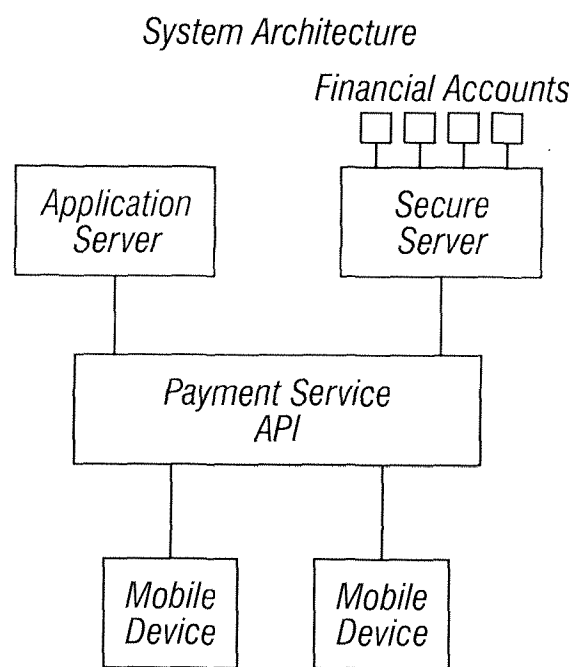 System Architecture
Financial Accounts
Application
Server
Secure
Server
Payment Service
API
Mobile
Device
Mobile
Device